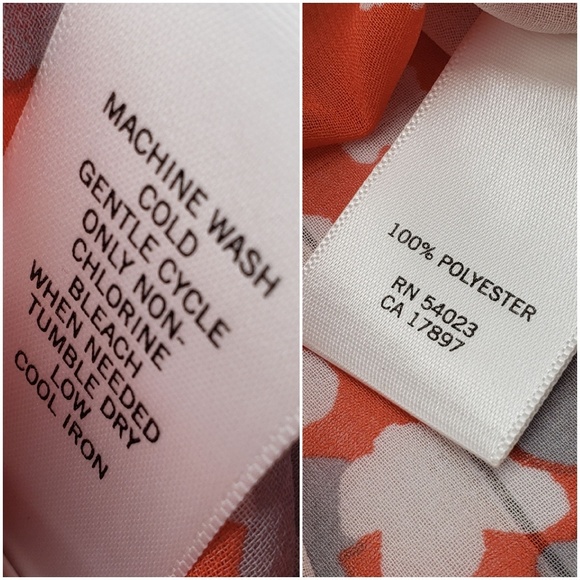 MACHINE WASH
COLD
GENTLE CYCLE
ONLY NON-
CHLORINE
BLEACH
WHEN NEEDED
TUMBLE DRY
LOW
COOL IRON
100% POLYESTER
RN 54023
CA 17897